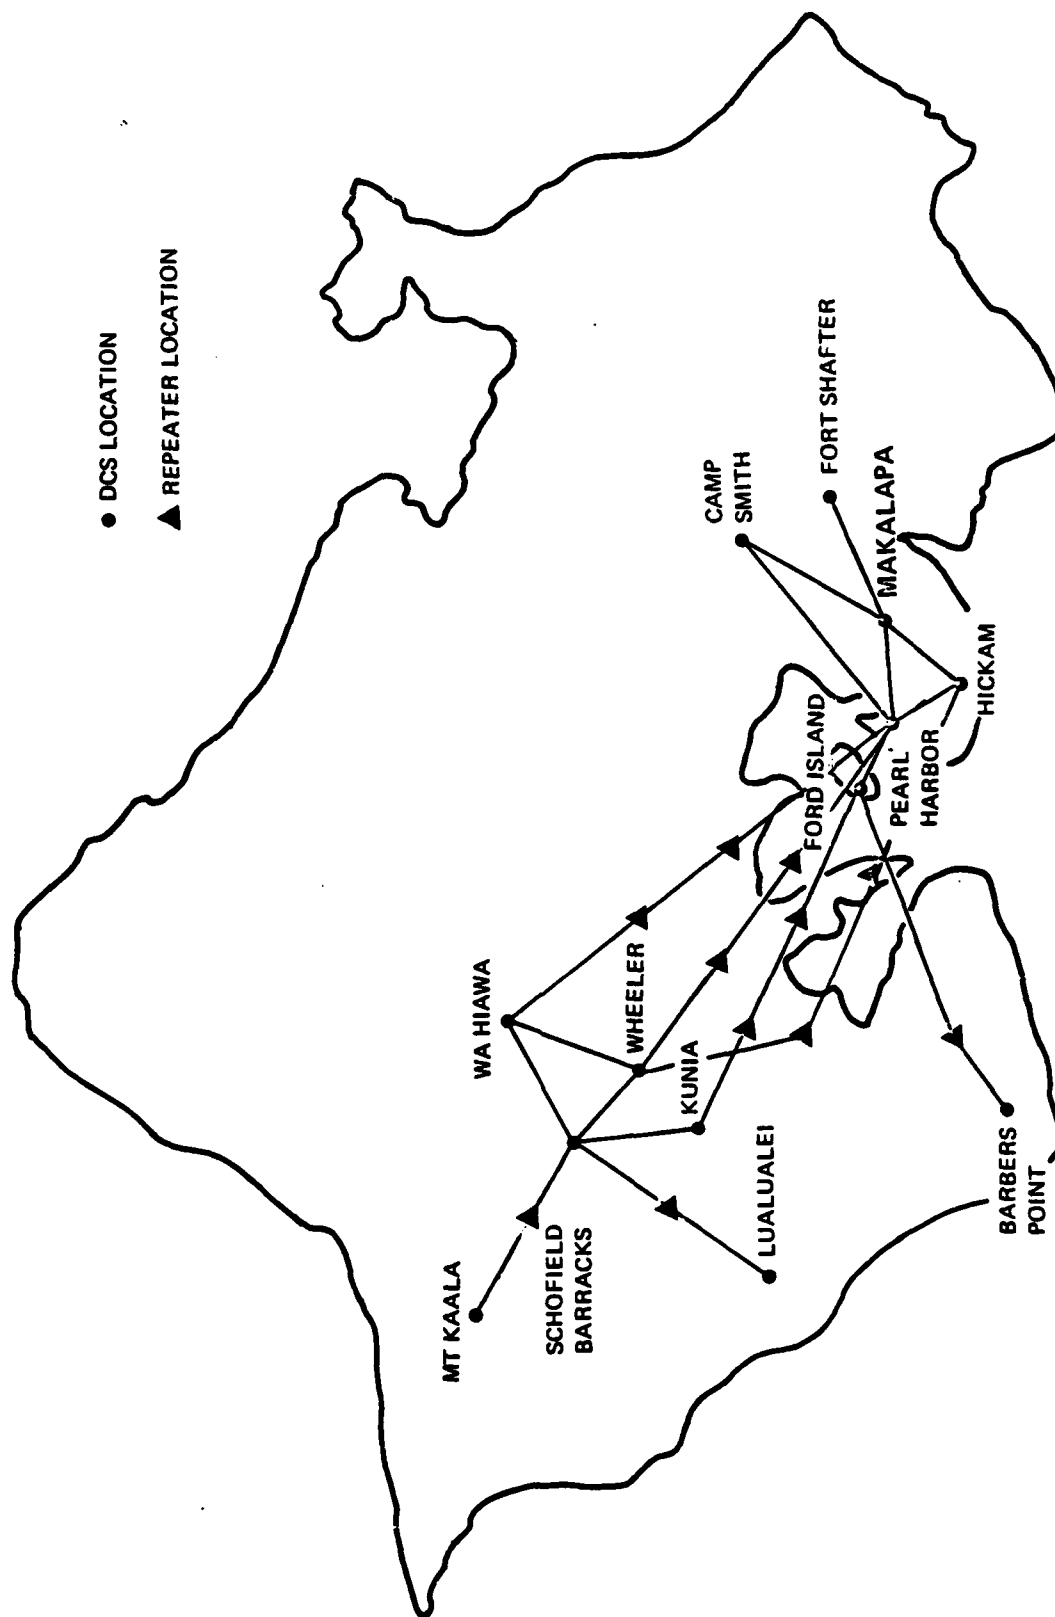 ● DCS LOCATION
▲ REPEATER LOCATION
MT KAALA
WA HIAWA
SCHOFIELD
BARRACKS
WHEELER
KUNIA
LUALUALEI
CAMP
SMITH
FORT SHAFTER
FORD ISLAND
MAKALAPA
PEARL
HARBOR
HICKAM
BARBERS
POINT